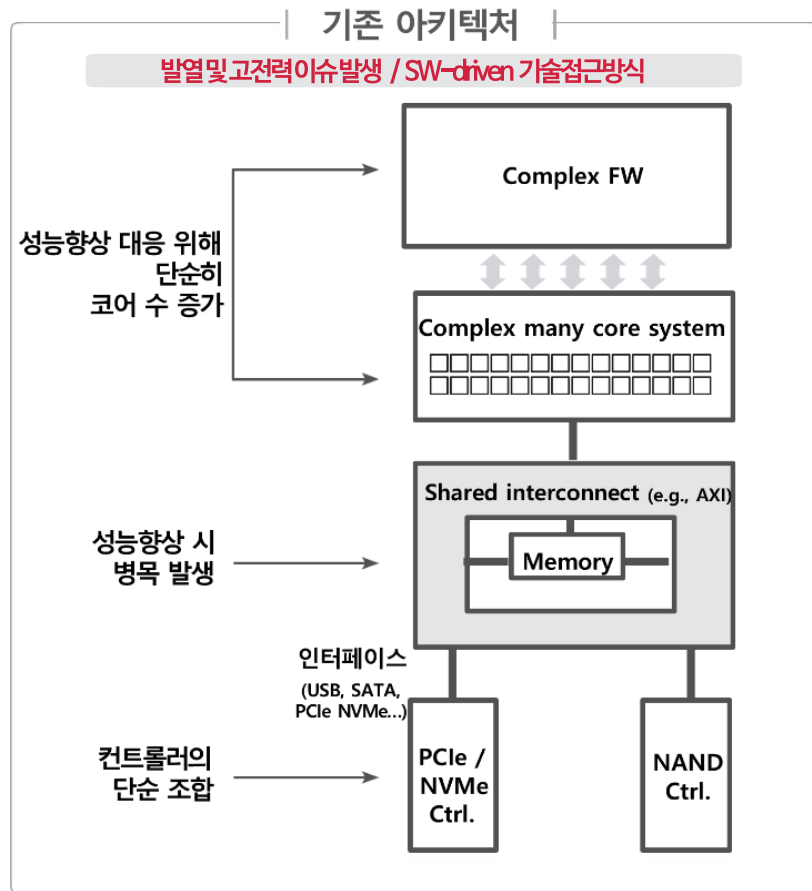 기존 아키텍처
발열 및 고전력 이슈 발생 / SW-driven 기술접근방식
Complex FW
성능향상 대응 위해
단순히
코어 수 증가
Complex many core system
Shared interconnect (e.g., AXI)
Memory
성능향상 시
병목 발생
인터페이스
(USB, SATA,
PCIe NVMe...)
컨트롤러의
단순 조합
PCIe /
NVMe
Ctrl.
NAND
Ctrl.